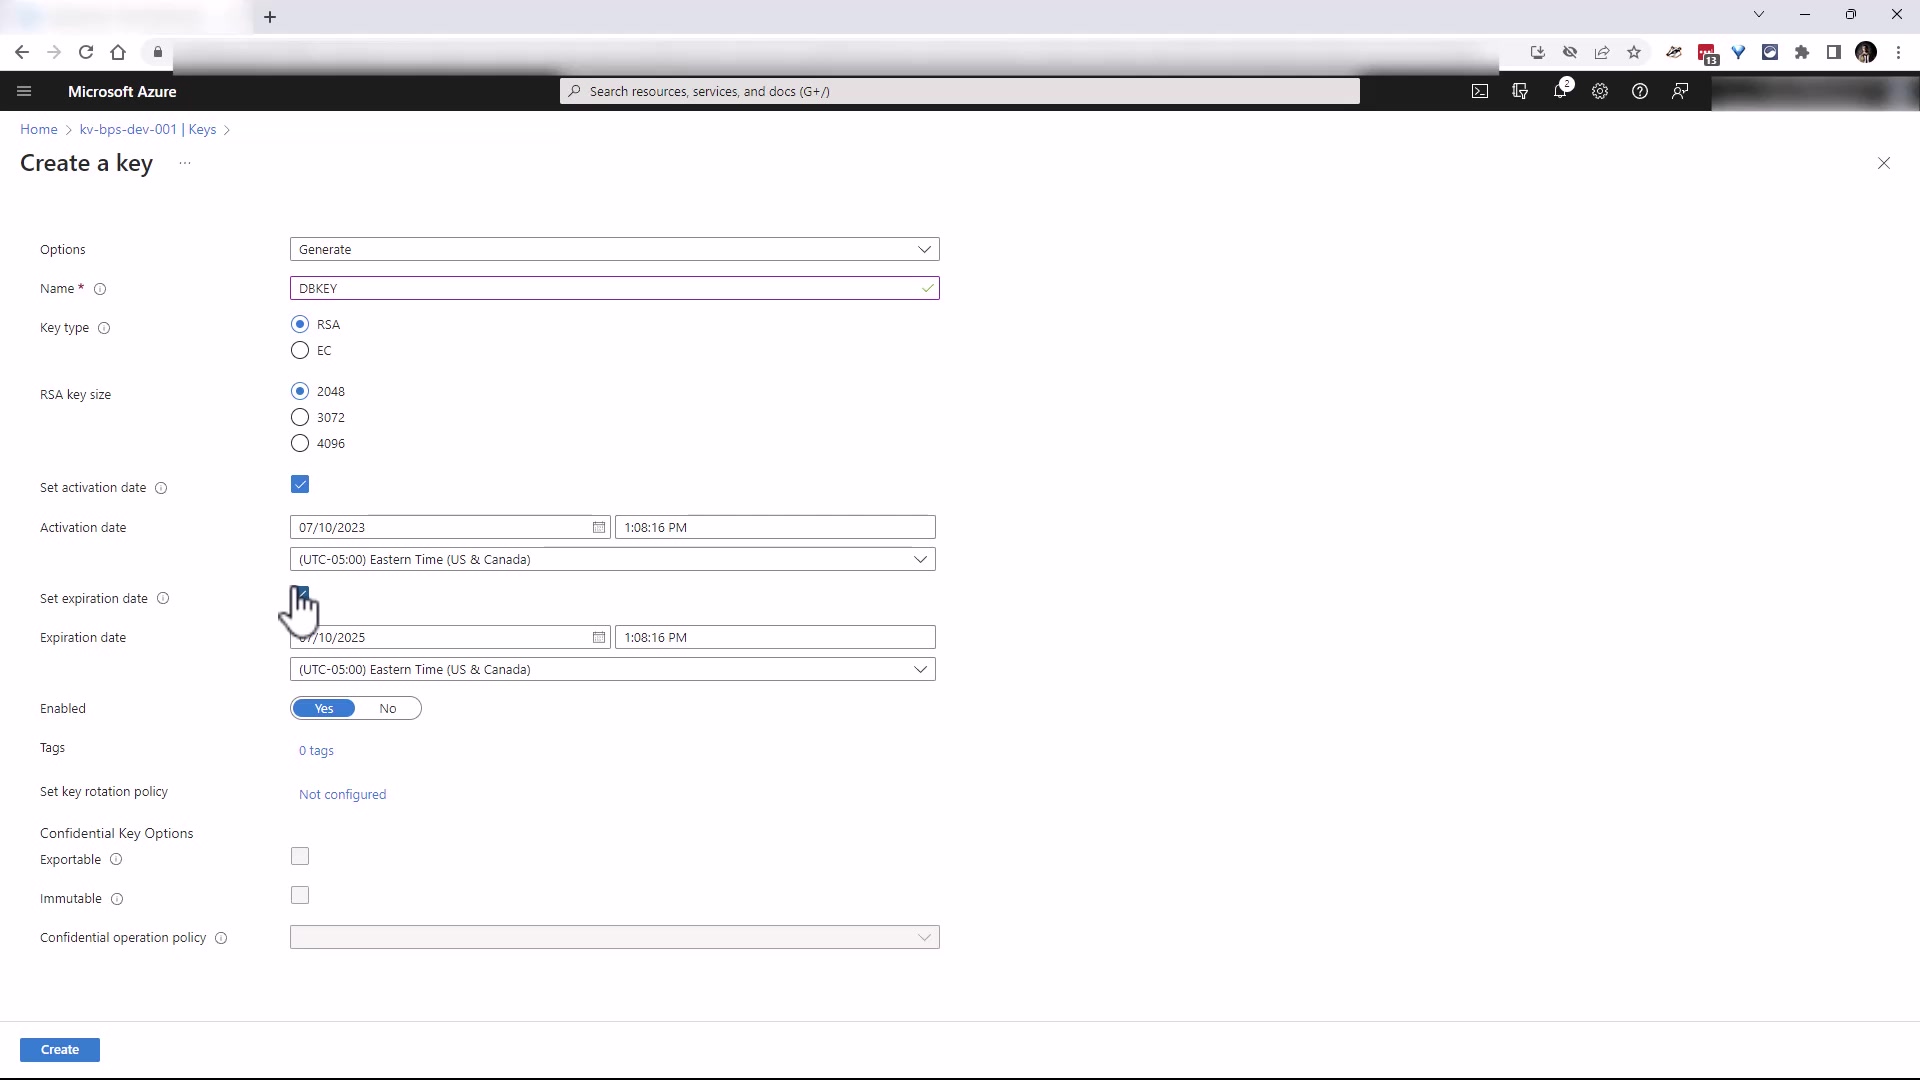 Microsoft Azure
Search resources, services, and docs (G+/)
2
13
Home > kv-bps-dev-001 | Keys >
Create a key ...
Options
Generate
Name *
DBKEY
Key type
RSA
EC
RSA key size
2048
3072
4096
Set activation date
Activation date
07/10/2023
1:08:16 PM
(UTC-05:00) Eastern Time (US & Canada)
Set expiration date
Expiration date
07/10/2025
1:08:16 PM
(UTC-05:00) Eastern Time (US & Canada)
Enabled
Yes
No
Tags
0 tags
Set key rotation policy
Not configured
Confidential Key Options
Exportable
Immutable
Confidential operation policy
Create